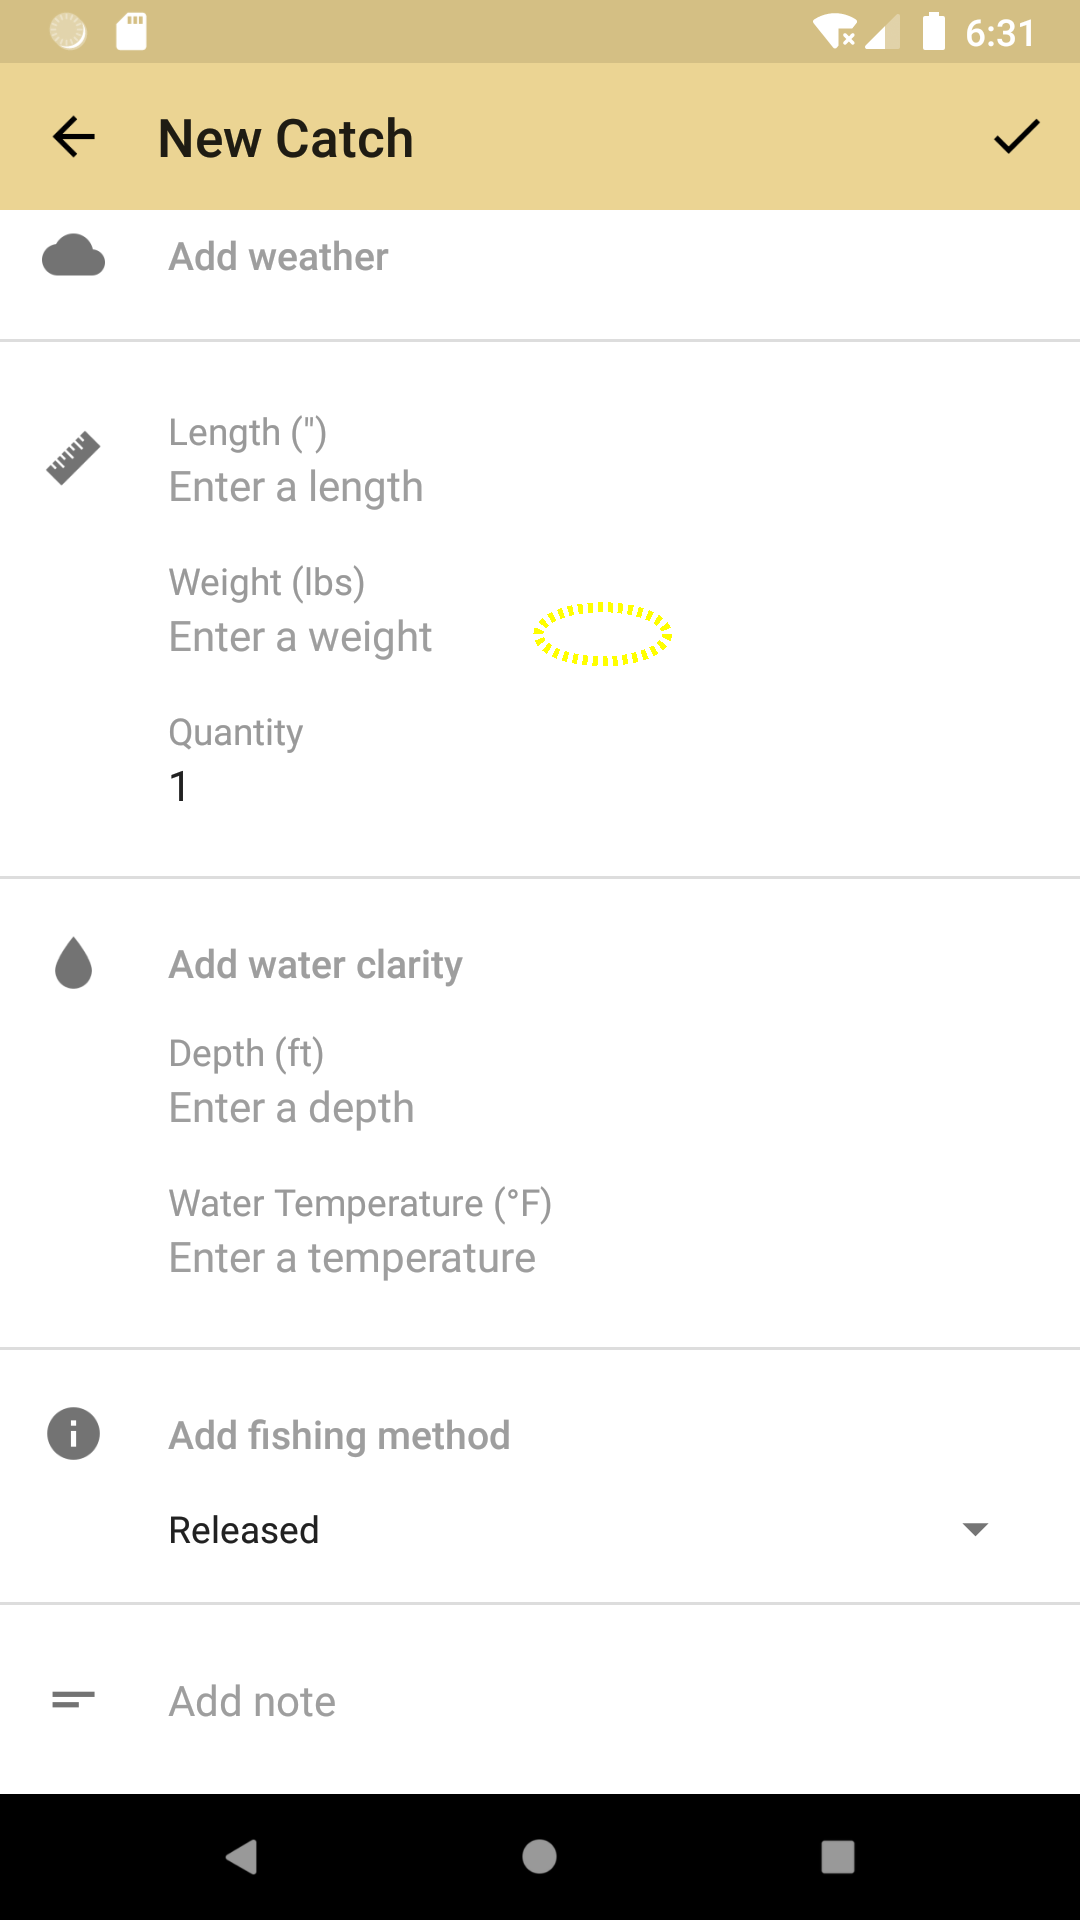 6:31
New Catch
Add weather
Length (")
Enter a length
Weight (lbs)
Enter a weight
Quantity
1
Add water clarity
Depth (ft)
Enter a depth
Water Temperature (°F)
Enter a temperature
Add fishing method
Released
Add note